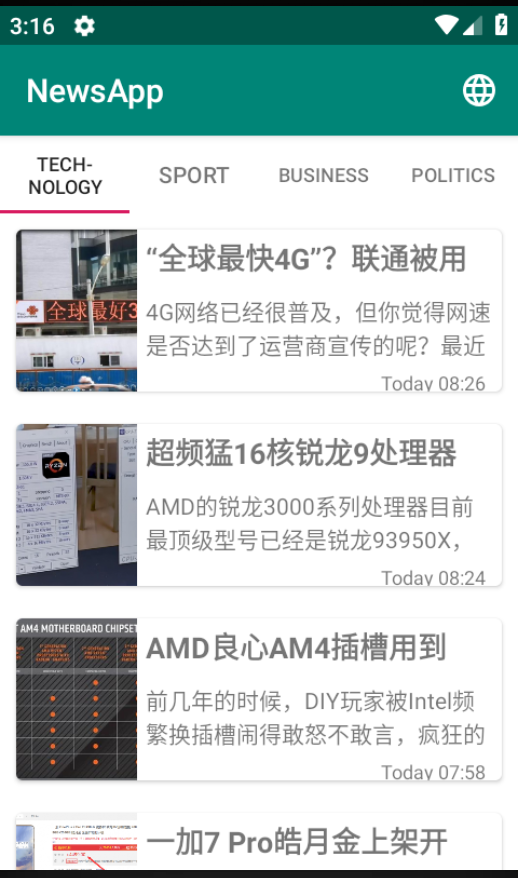 3:16
NewsApp
TECH-
NOLOGY
SPORT
BUSINESS
POLITICS
“全球最快4G”？联通被用
全球最好3
4G网络已经很普及，但你觉得网速
是否达到了运营商宣传的呢？最近
Today 08:26
超频猛16核锐龙9处理器
RYZEN
AMD的锐龙3000系列处理器目前
最顶级型号已经是锐龙93950X，
Today 08:24
AMD良心AM4插槽用到
T AM4 MOTHERBOARD CHIPSET
前几年的时候，DIY玩家被Intel频
繁换插槽闹得敢怒不敢言，疯狂的
Today 07:58
一加7 Pro皓月金上架开